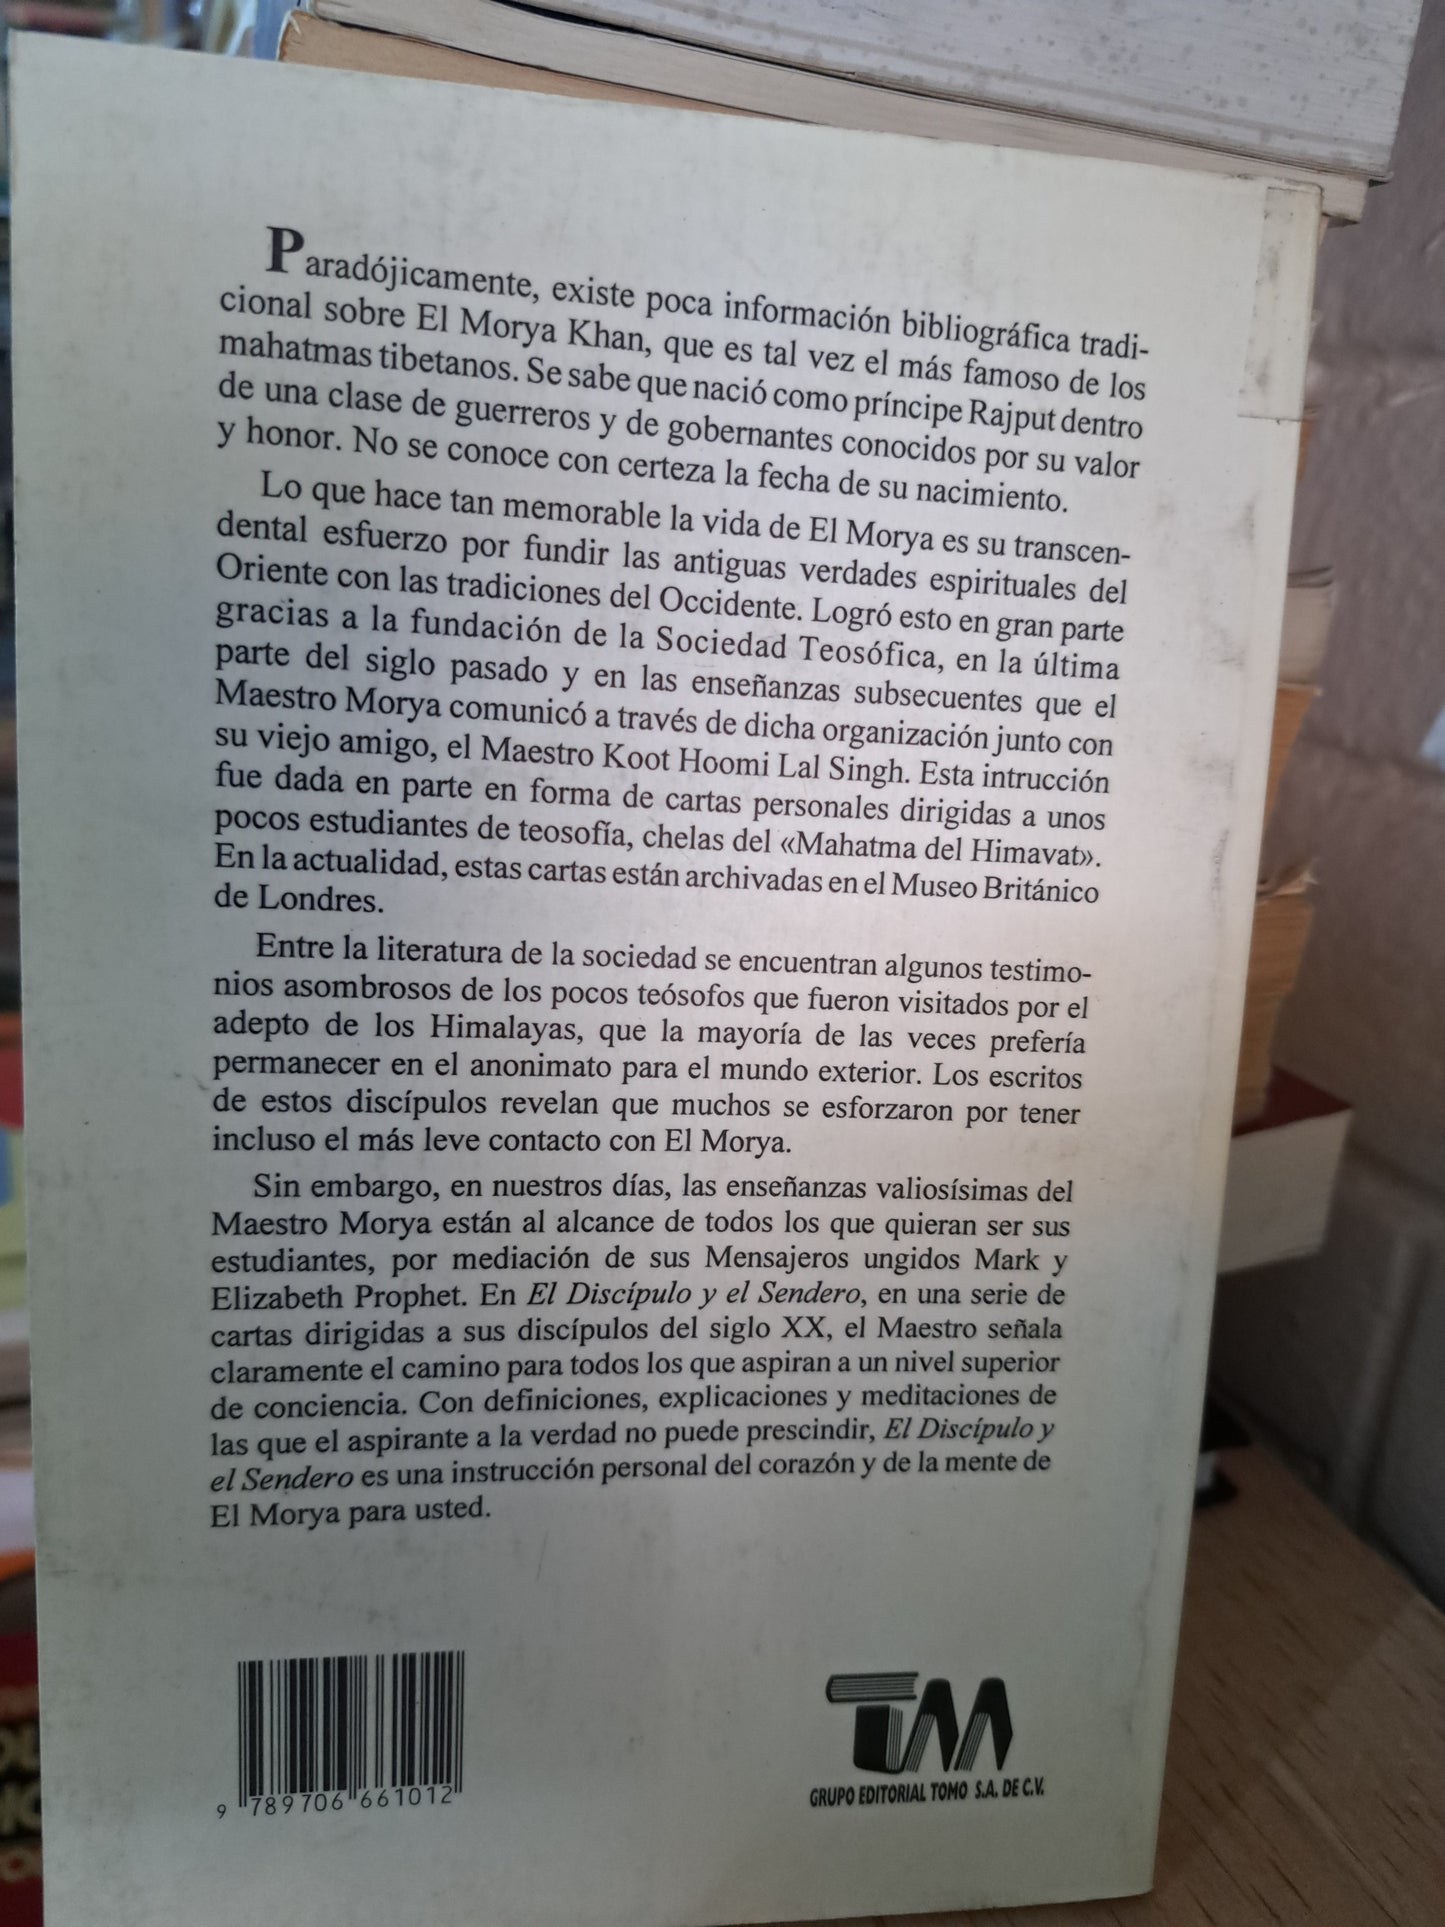 Paradójicamente, existe poca información bibliográfica tradi-
cional sobre El Morya Khan, que es tal vez el más famoso de los
mahatmas tibetanos. Se sabe que nació como príncipe Rajput dentro
de una clase de guerreros y de gobernantes conocidos por su valor
y honor. No se conoce con certeza la fecha de su nacimiento.
Lo que hace tan memorable la vida de El Morya es su transcen-
dental esfuerzo por fundir las antiguas verdades espirituales del
Oriente con las tradiciones del Occidente. Logró esto en gran parte
gracias a la fundación de la Sociedad Teosófica, en la última
parte del siglo pasado y en las enseñanzas subsecuentes que el
Maestro Morya comunicó a través de dicha organización junto con
su viejo amigo, el Maestro Koot Hoomi Lal Singh. Esta intrucción
fue dada en parte en forma de cartas personales dirigidas a unos
pocos estudiantes de teosofía, chelas del «Mahatma del Himavat».
En la actualidad, estas cartas están archivadas en el Museo Británico
de Londres.
Entre la literatura de la sociedad se encuentran algunos testimo-
nios asombrosos de los pocos teósofos que fueron visitados por el
adepto de los Himalayas, que la mayoría de las veces prefería
permanecer en el anonimato para el mundo exterior. Los escritos
de estos discípulos revelan que muchos se esforzaron por tener
incluso el más leve contacto con El Morya.
Sin embargo, en nuestros días, las enseñanzas valiosísimas del
Maestro Morya están al alcance de todos los que quieran ser sus
estudiantes, por mediación de sus Mensajeros ungidos Mark y
Elizabeth Prophet. En El Discípulo y el Sendero, en una serie de
cartas dirigidas a sus discípulos del siglo XX, el Maestro señala
claramente el camino para todos los que aspiran a un nivel superior
de conciencia. Con definiciones, explicaciones y meditaciones de
las que el aspirante a la verdad no puede prescindir, El Discípulo y
el Sendero es una instrucción personal del corazón y de la mente de
El Morya para usted.
9 789706 661012
TM
GRUPO EDITORIAL TOMO S.A. DE C.V.